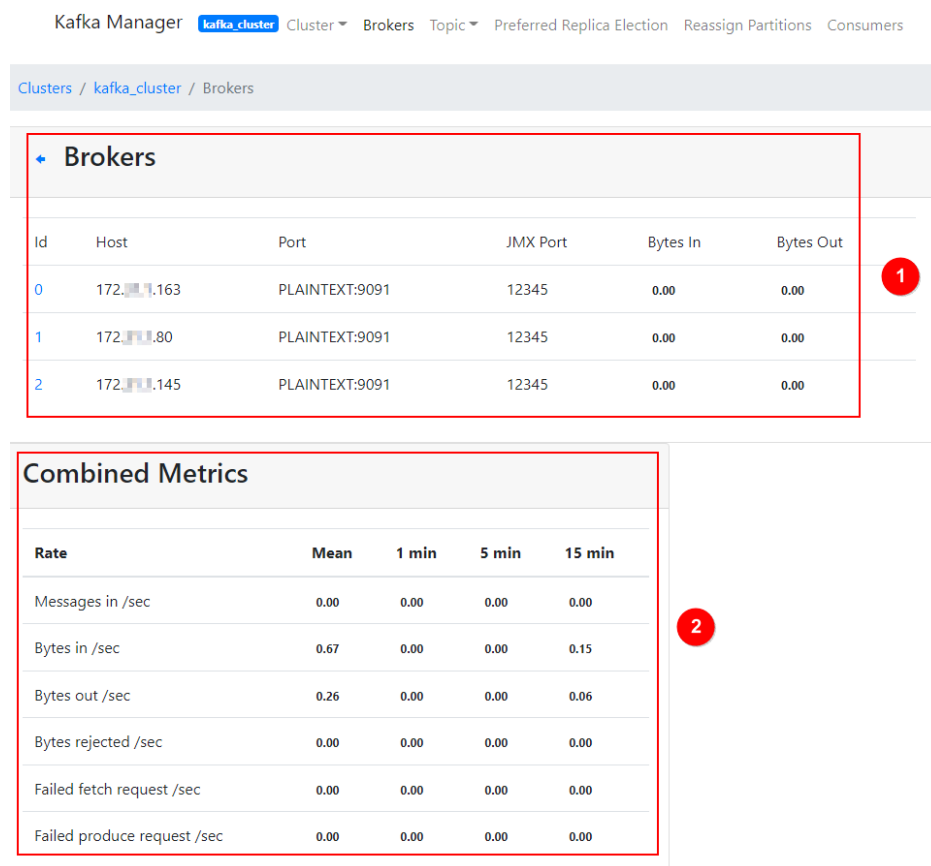 Kafka Manager kafka_cluster Cluster Brokers Topic Preferred Replica Election Reassign Partitions Consumers
Clusters / kafka_cluster / Brokers
Brokers
Id Host Port JMX Port Bytes In Bytes Out
1
0 172. .163 PLAINTEXT:9091 12345 0.00 0.00
1 172. .80 PLAINTEXT:9091 12345 0.00 0.00
2 172. .145 PLAINTEXT:9091 12345 0.00 0.00
Combined Metrics
Rate Mean 1 min 5 min 15 min
Messages in /sec 0.00 0.00 0.00 0.00
2
Bytes in /sec 0.67 0.00 0.00 0.15
Bytes out /sec 0.26 0.00 0.00 0.06
Bytes rejected /sec 0.00 0.00 0.00 0.00
Failed fetch request /sec 0.00 0.00 0.00 0.00
Failed produce request /sec 0.00 0.00 0.00 0.00